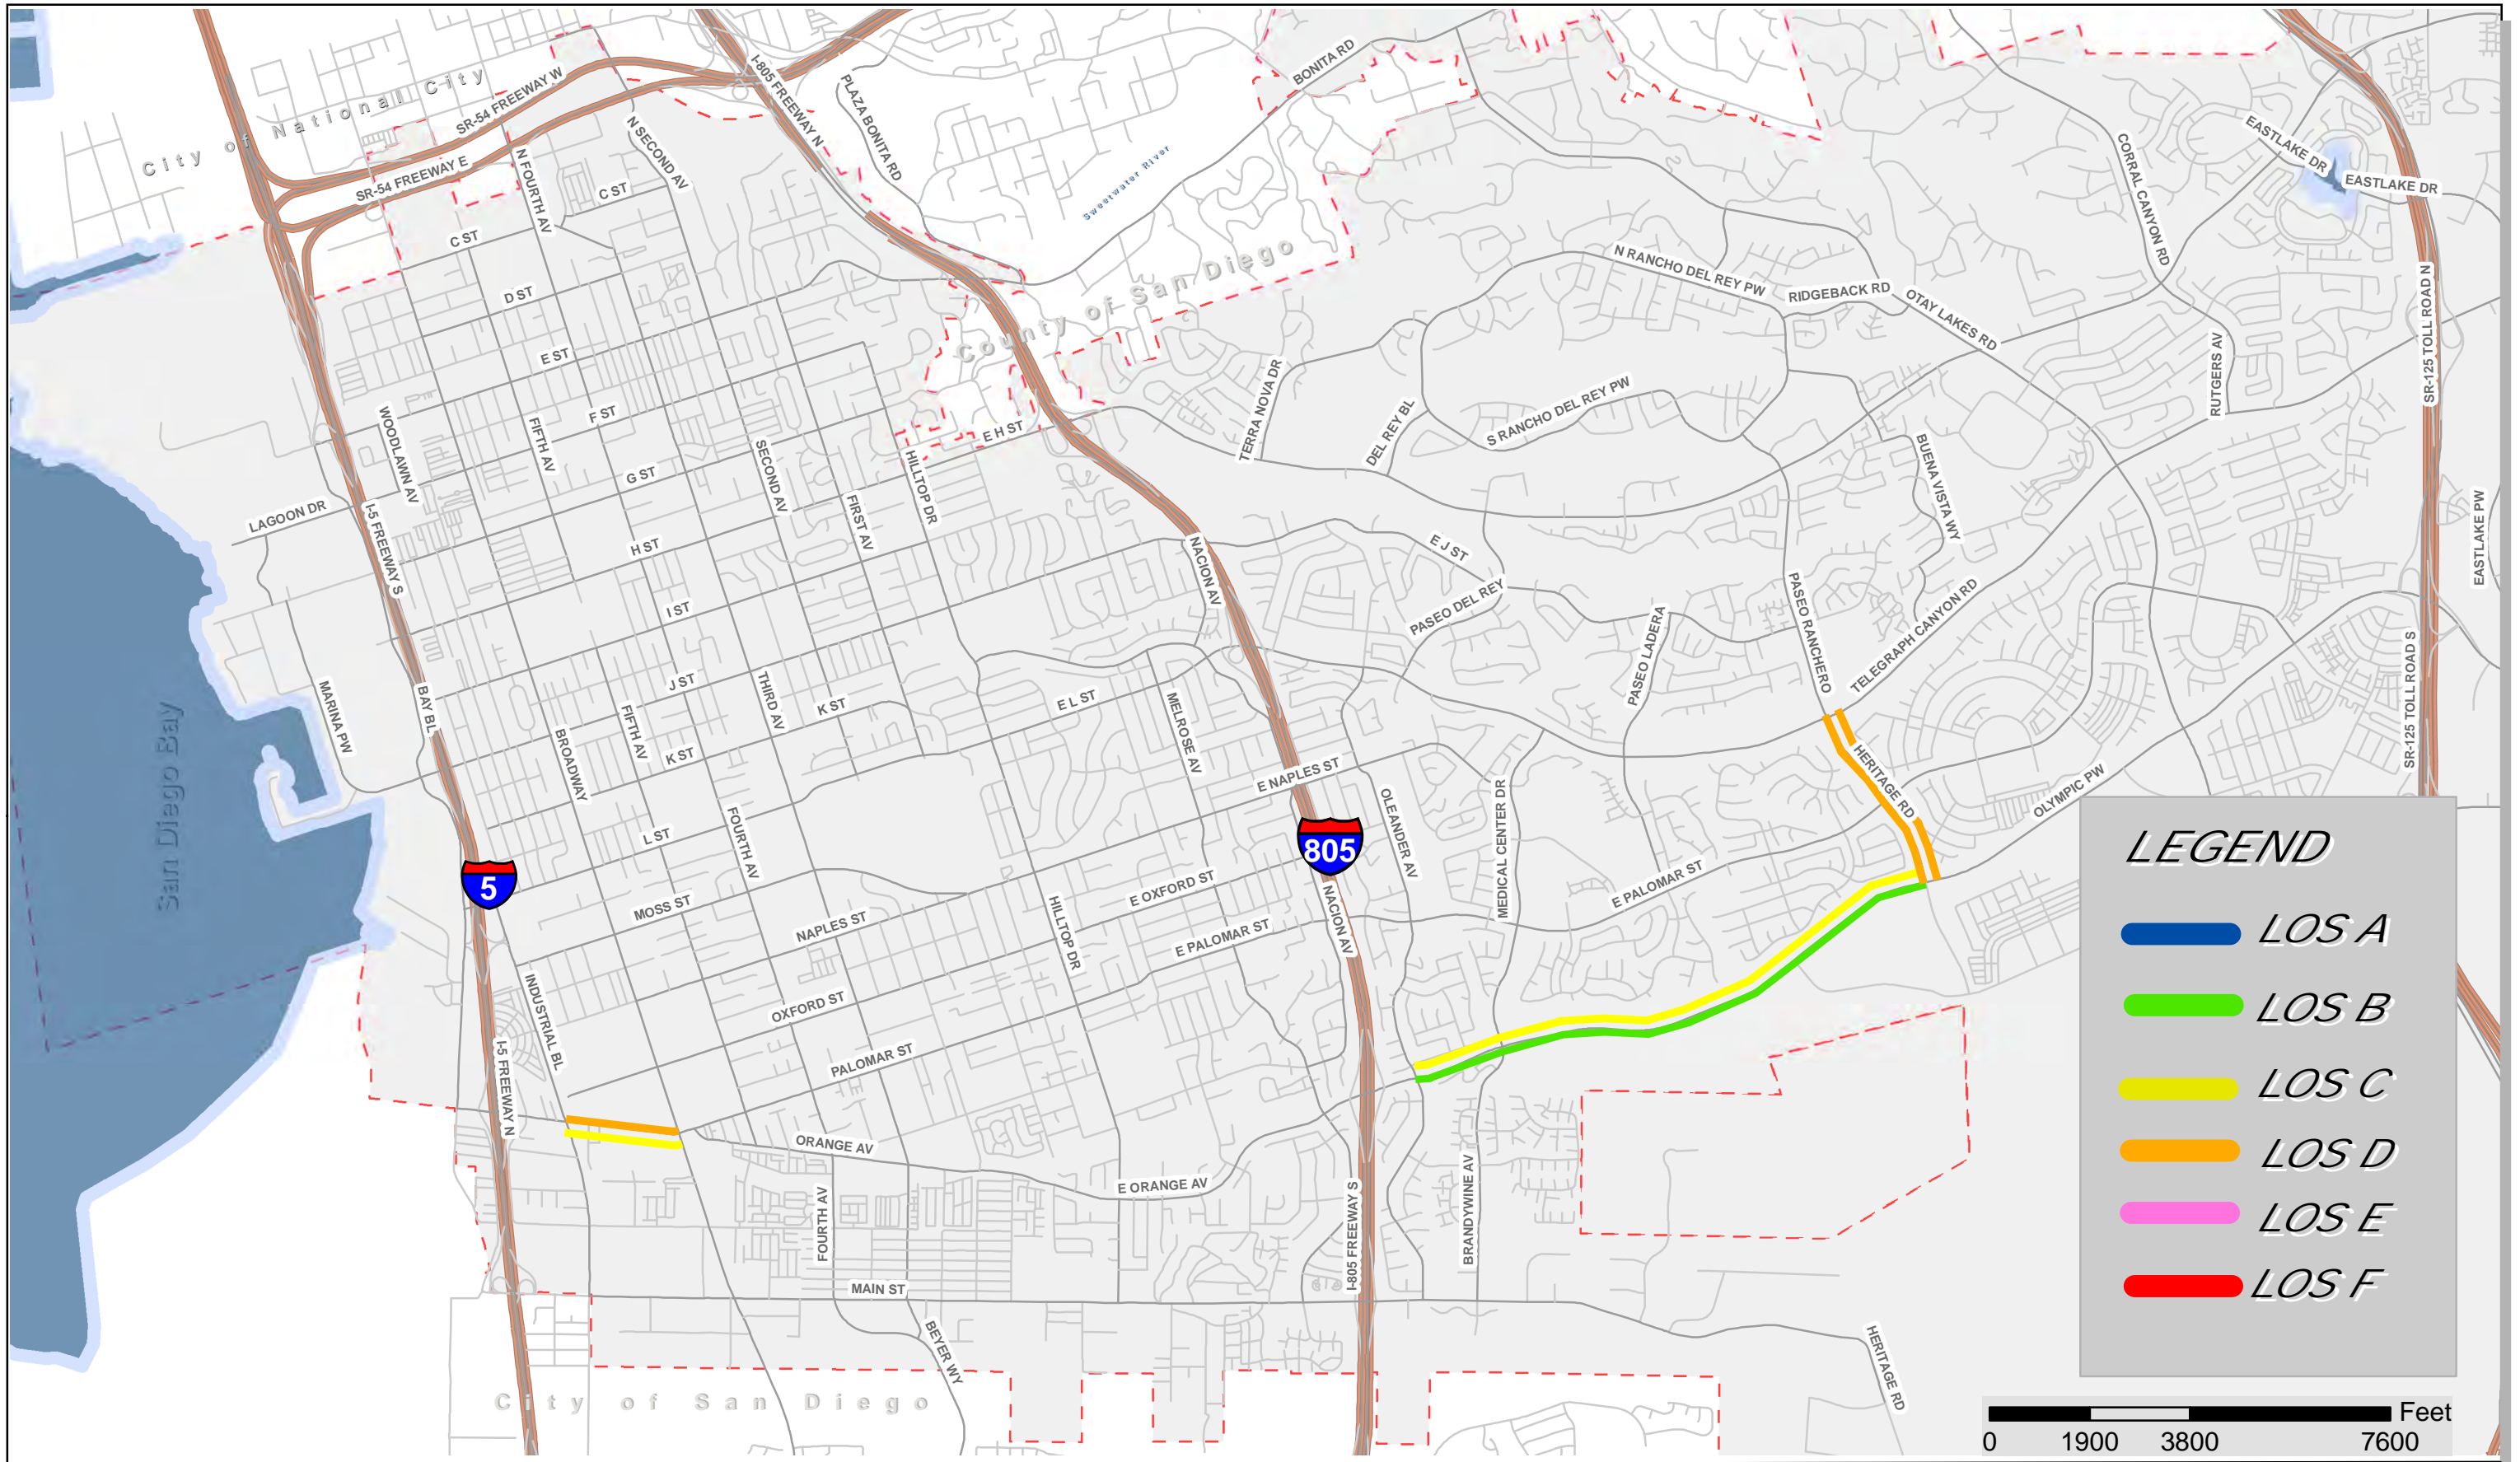 City of National City
SR-54 FREEWAY W
SR-54 FREEWAY E
I-805 FREEWAY N
PLAZA BONITA RD
BONITA RD
N SECOND AV
N FOURTH AV
C ST
C ST
Sweetwater River
County of San Diego
CORRAL CANYON RD
EASTLAKE DR
EASTLAKE DR
N RANCHO DEL REY PW
RIDGEBACK RD
OTAY LAKES RD
SR-125 TOLL ROAD N
RUTGERS AV
D ST
E ST
F ST
G ST
H ST
I ST
J ST
K ST
K ST
L ST
WOODLAWN AV
FIFTH AV
SECOND AV
FIRST AV
HILLTOP DR
E H ST
TERRA NOVA DR
DEL REY BL
S RANCHO DEL REY PW
BUENA VISTA WY
EASTLAKE PW
LAGOON DR
I-5 FREEWAY S
NACION AV
E J ST
PASEO DEL REY
PASEO LADERA
PASEO RANCHERO
TELEGRAPH CANYON RD
SR-125 TOLL ROAD S
MARINA PW
BAY BL
BROADWAY
FIFTH AV
THIRD AV
E L ST
MELROSE AV
HERITAGE RD
OLYMPIC PW
San Diego Bay
FOURTH AV
E NAPLES ST
OLEANDER AV
MEDICAL CENTER DR
5
805
MOSS ST
NAPLES ST
HILLTOP DR
E OXFORD ST
E PALOMAR ST
NACION AV
E PALOMAR ST
INDUSTRIAL BL
OXFORD ST
PALOMAR ST
I-5 FREEWAY N
ORANGE AV
E ORANGE AV
FOURTH AV
I-805 FREEWAY S
BRANDYWINE AV
MAIN ST
BEYER WY
HERITAGE RD
City of San Diego
LEGEND
LOS A
LOS B
LOS C
LOS D
LOS E
LOS F
Feet
0 1900 3800 7600